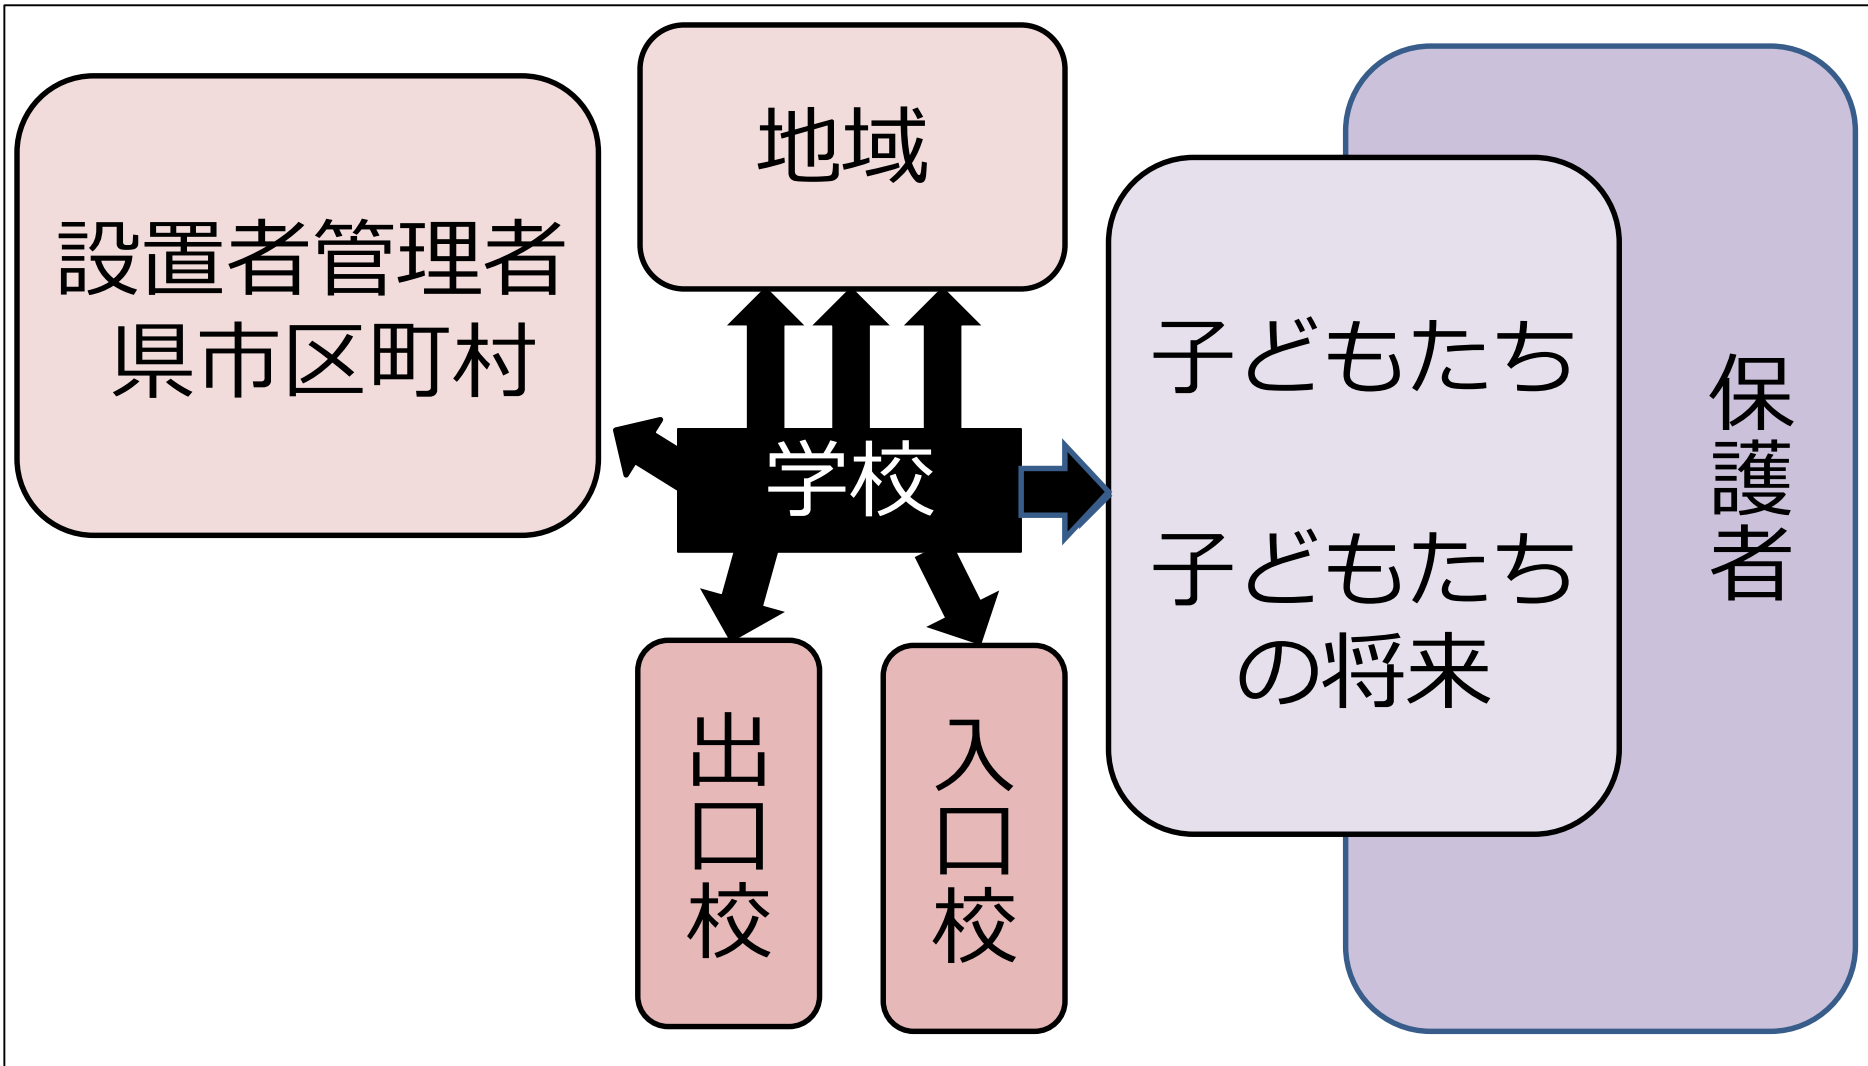 地域
設置者管理者
県市区町村
学校
子どもたち
子どもたち
の将来
保護者
出口校
入口校